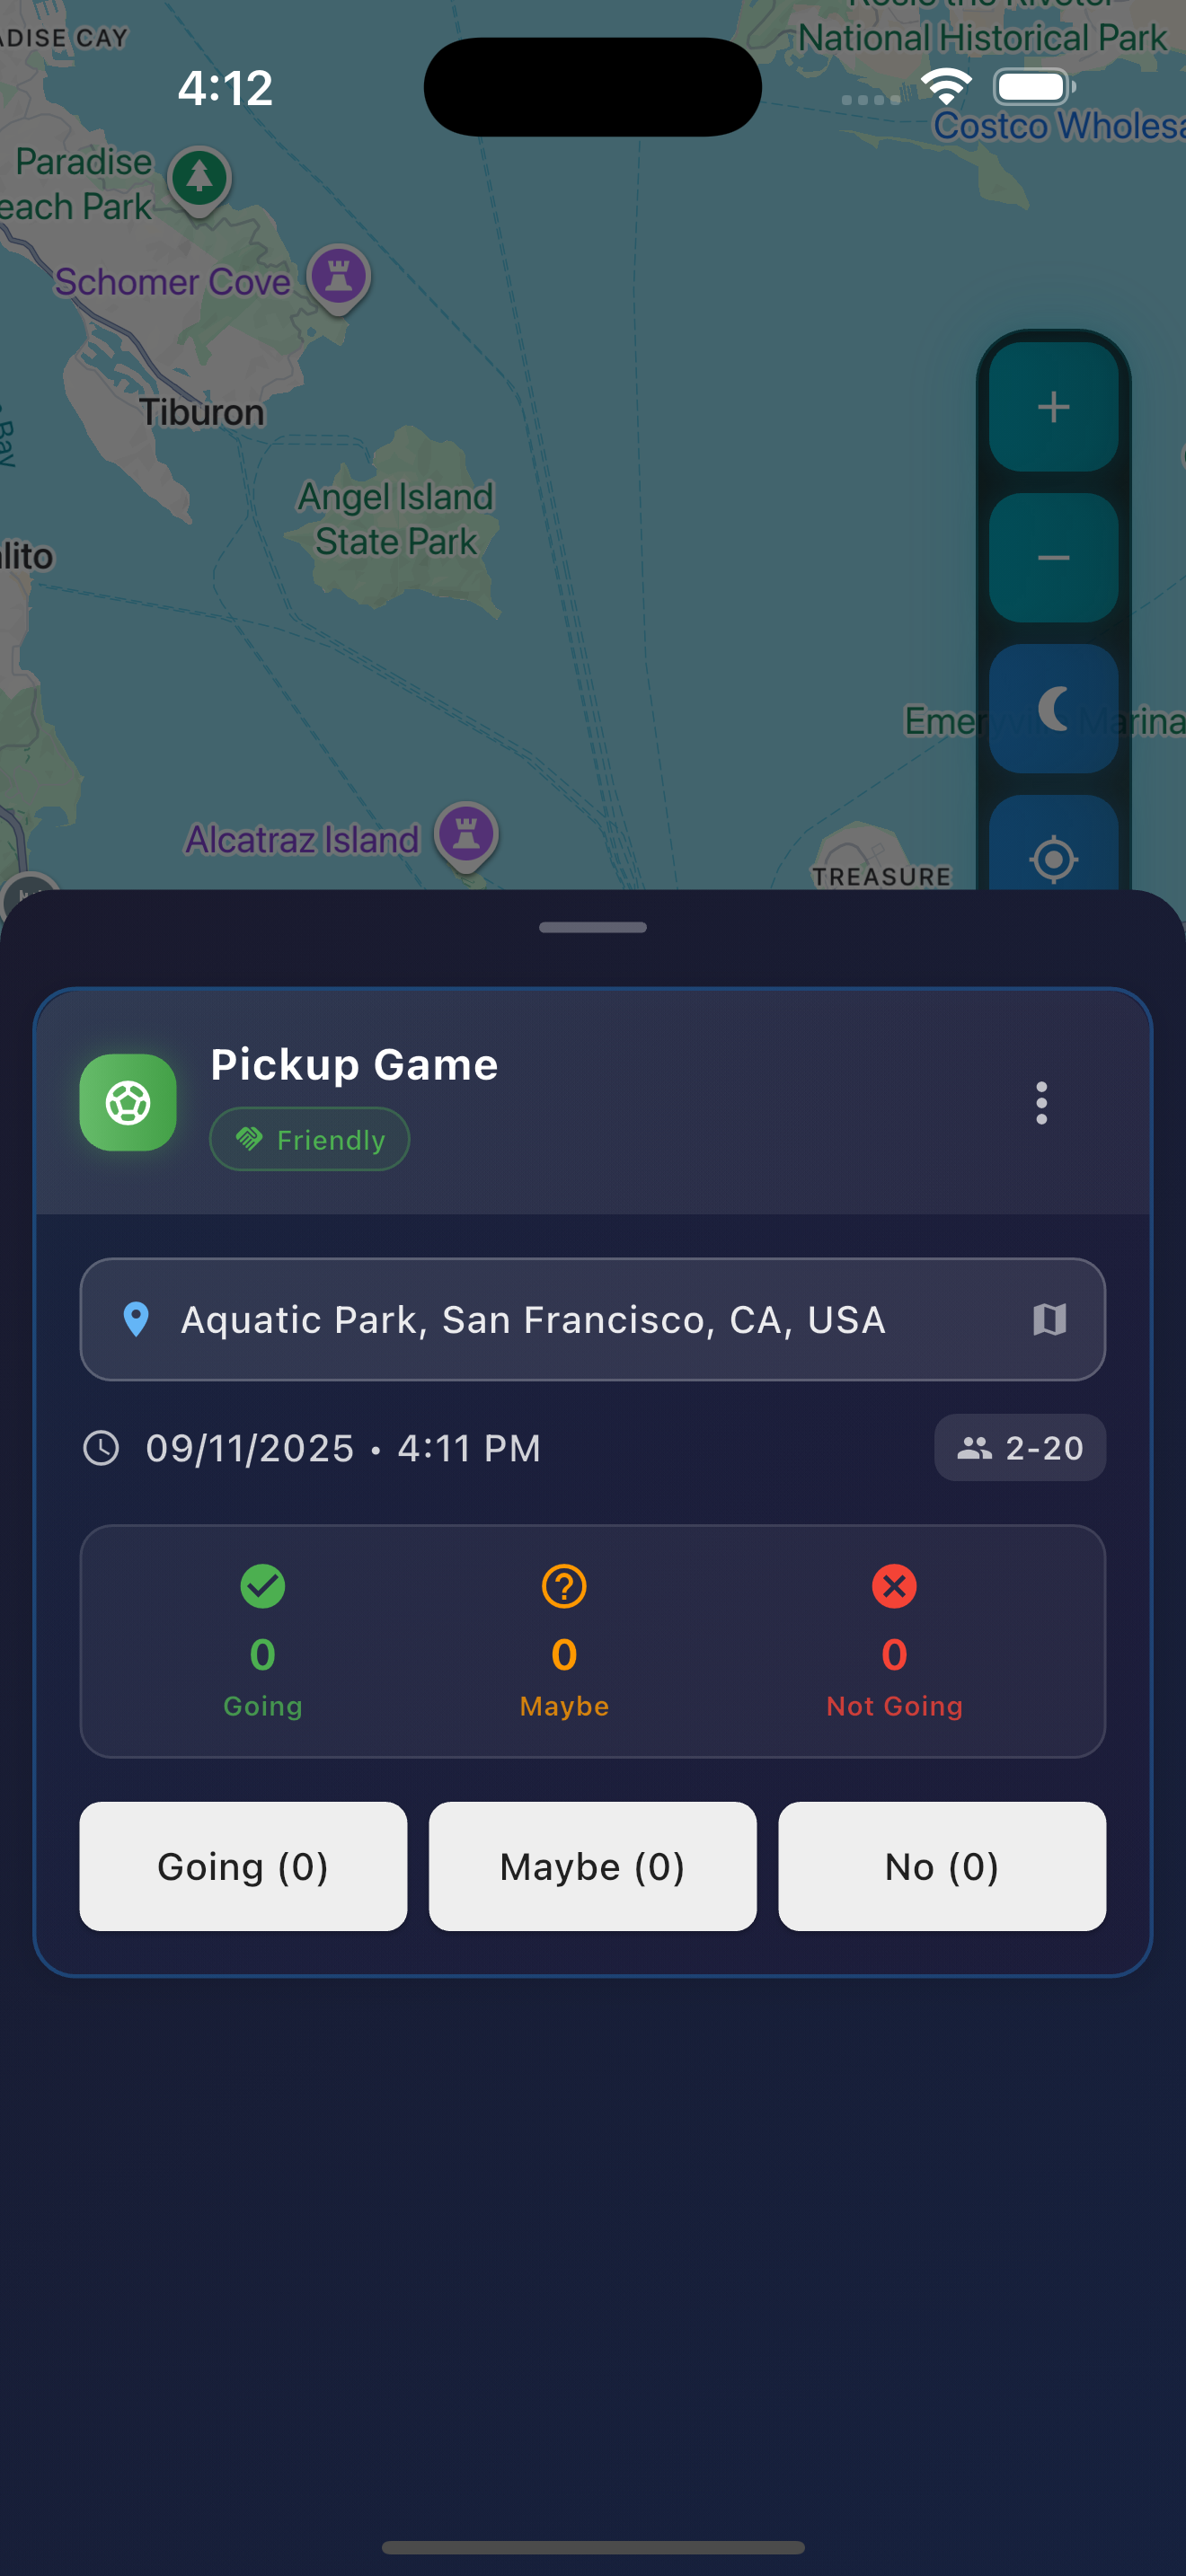 ADISE CAY
National Historical Park
4:12
Costco Wholesa
Paradise
each Park
Schomer Cove
Tiburon
Bay
Angel Island
State Park
lito
Emeryville Marina
Alcatraz Island
TREASURE
Pickup Game
Friendly
Aquatic Park, San Francisco, CA, USA
09/11/2025 • 4:11 PM
2-20
0
Going
0
Maybe
0
Not Going
Going (0)
Maybe (0)
No (0)